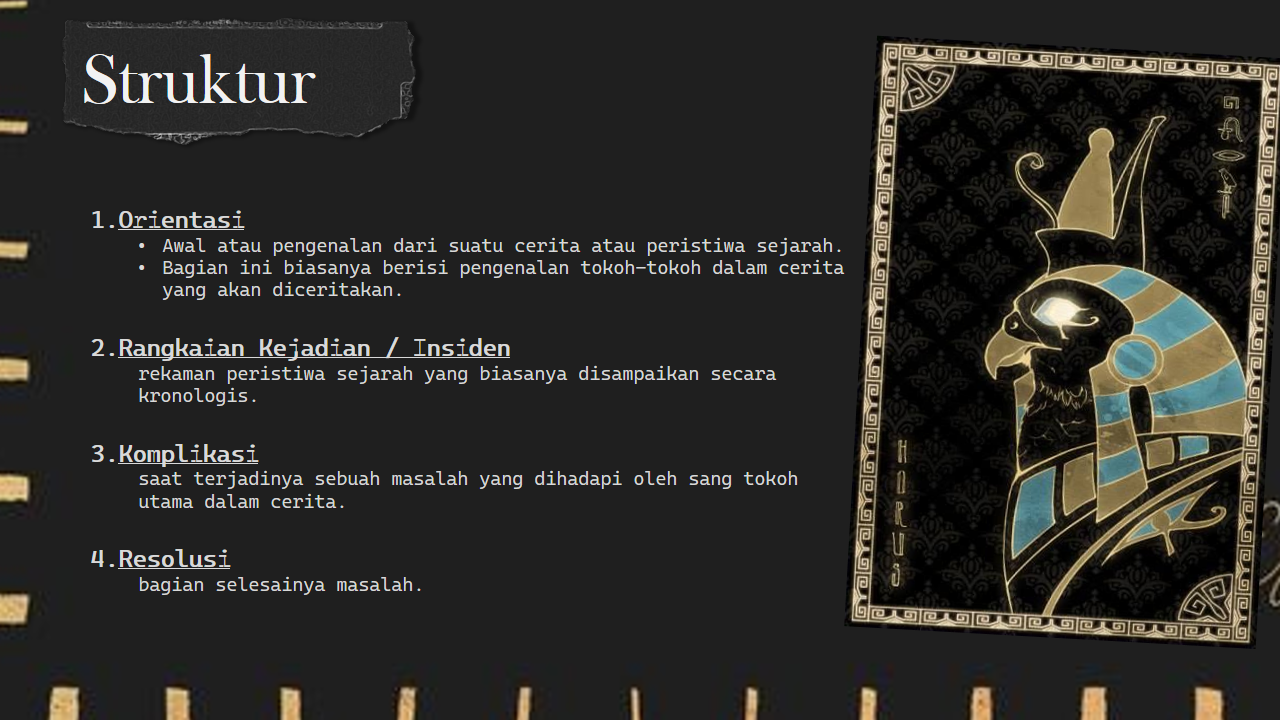 Struktur
1.Orientasi
• Awal atau pengenalan dari suatu cerita atau peristiwa sejarah.
• Bagian ini biasanya berisi pengenalan tokoh-tokoh dalam cerita
yang akan diceritakan.
2.Rangkaian Kejadian / Insiden
rekaman peristiwa sejarah yang biasanya disampaikan secara
kronologis.
3.Komplikasi
saat terjadinya sebuah masalah yang dihadapi oleh sang tokoh
utama dalam cerita.
4.Resolusi
bagian selesainya masalah.
HORUS